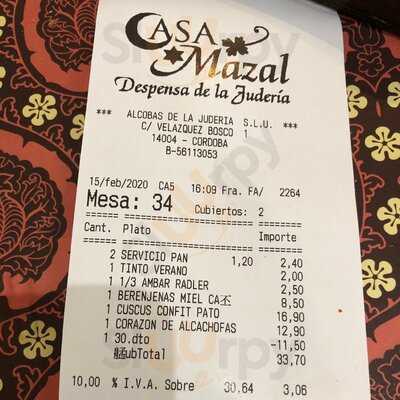 CASA
Mazal
Despensa de la Judería
*** ALCOBAS DE LA JUDERIA S.L.U. ***
C/ VELAZQUEZ BOSCO 1
14004 - CORDOBA
B-56113053
15/feb/2020 CA5 16:09 Fra. FA/ 2264
Mesa: 34 Cubiertos: 2
Cant. Plato Importe
2 SERVICIO PAN 1,20 2,40
1 TINTO VERANO 2,00
1 1/3 AMBAR RADLER 2,50
1 BERENJENAS MIEL CA 8,50
1 CUSCUS CONFIT PATO 16,90
1 CORAZON DE ALCACHOFAS 12,90
1 30.dto -11,50
ubTotal 33,70
10,00 % I.V.A. Sobre 30,64 3,06